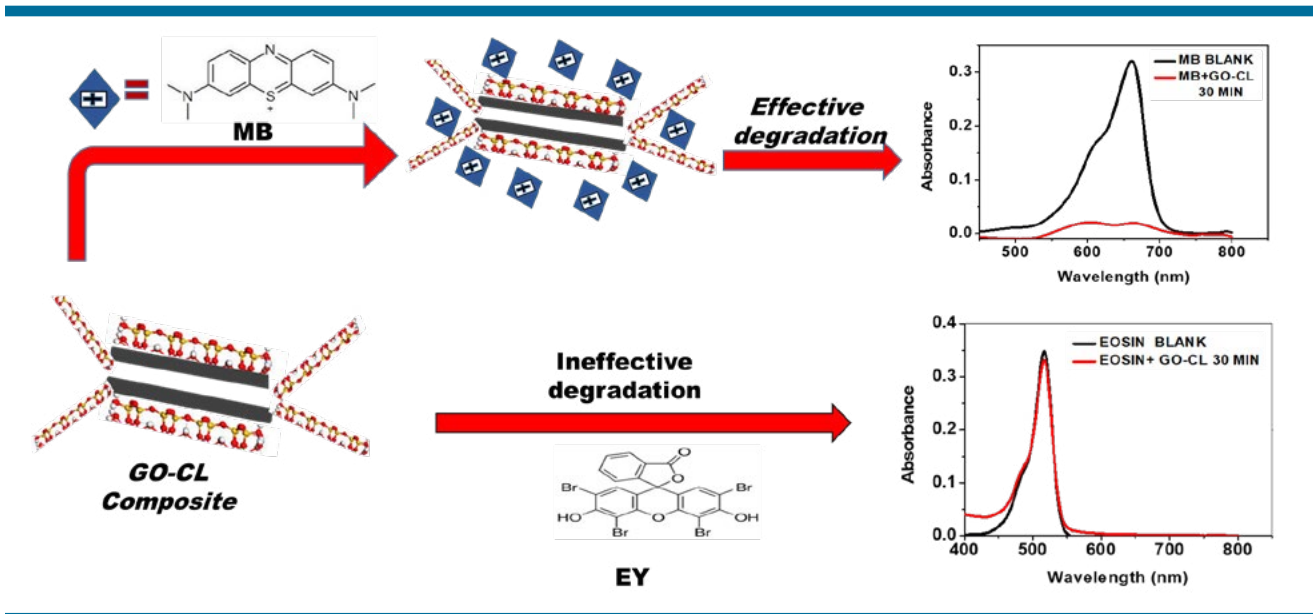 + =
N
N
S
+
N
MB
+
+
+
+
+
+
+
+
+
Effective
degradation
MB BLANK
MB+GO-CL
30 MIN
Absorbance
0.3
0.2
0.1
0.0
500 600 700 800
Wavelength (nm)
GO-CL
Composite
Ineffective
degradation
O
O
Br
Br
HO
O
OH
Br
Br
EY
EOSIN BLANK
EOSIN+ GO-CL 30 MIN
Absorbance
0.4
0.3
0.2
0.1
0.0
400 500 600 700 800
Wavelength (nm)